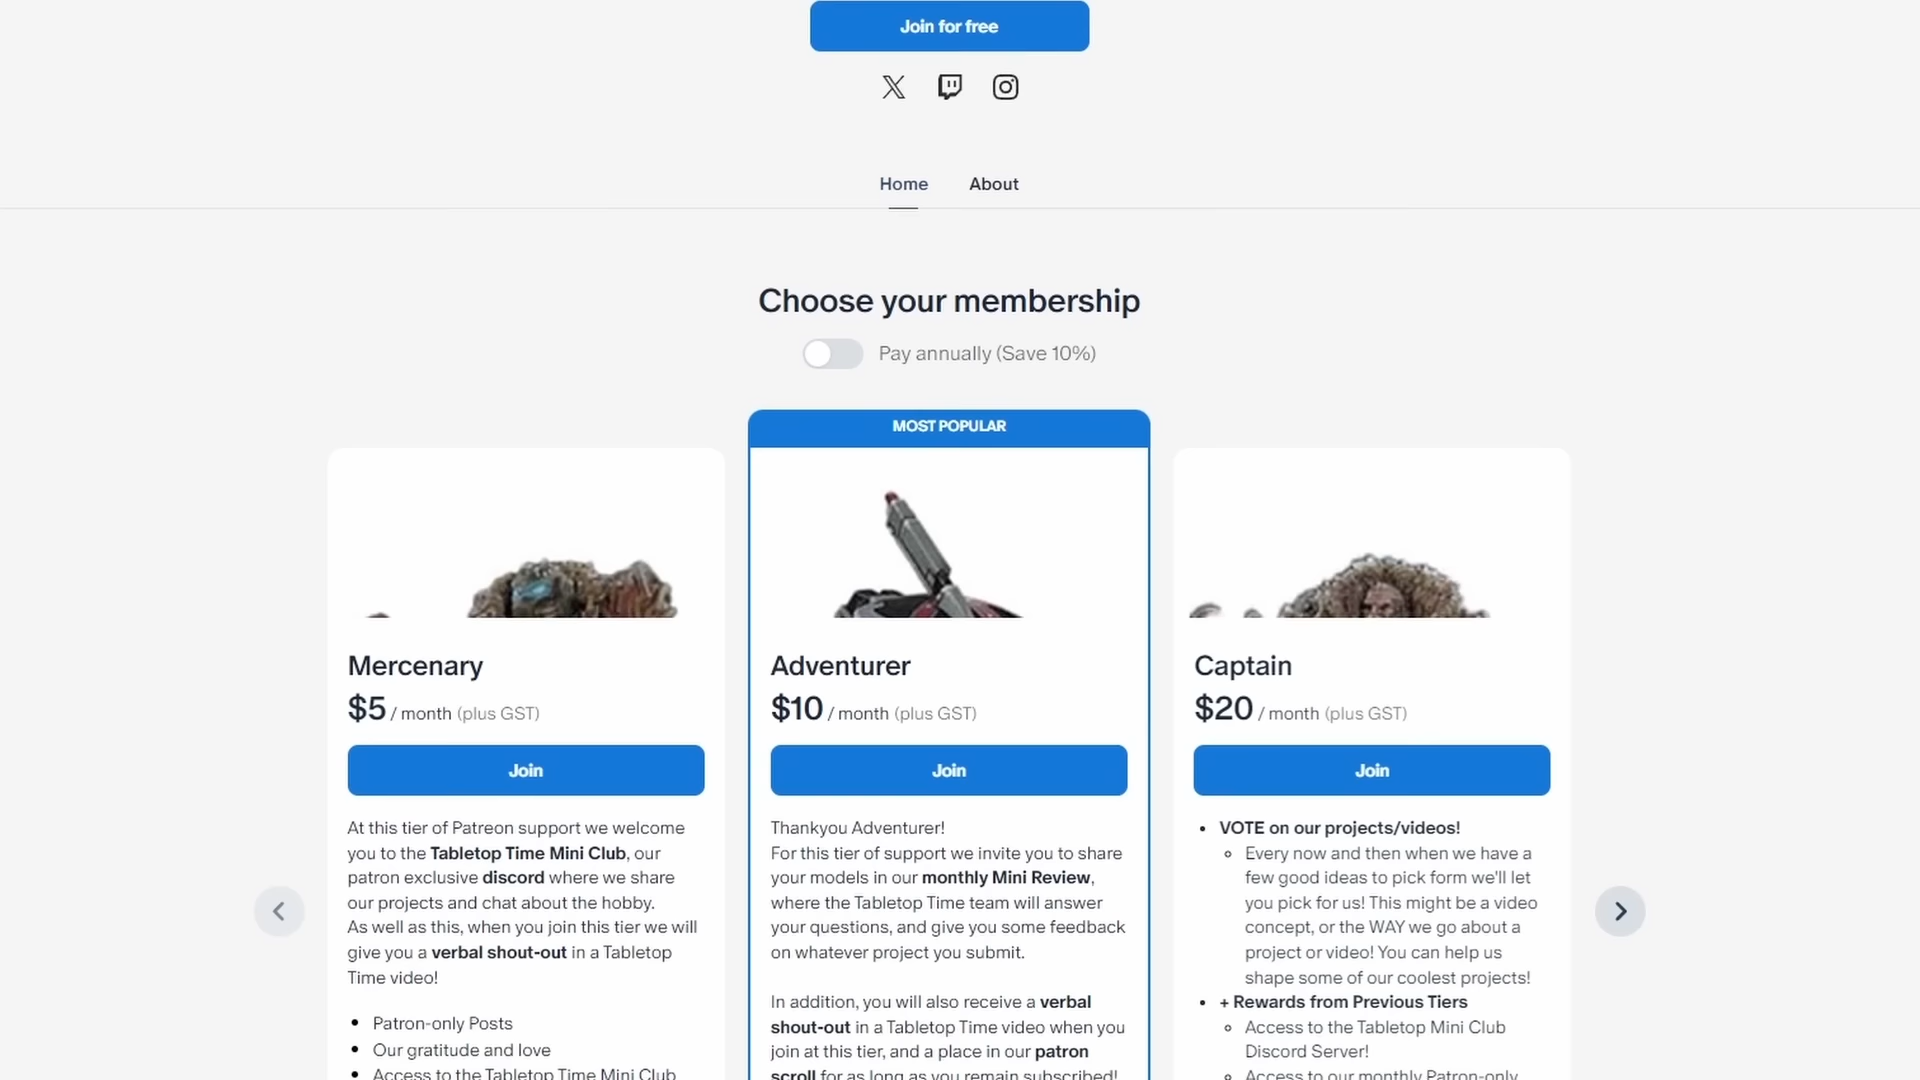 Join for free
Home
About
Choose your membership
Pay annually (Save 10%)
MOST POPULAR
Mercenary
$5 / month (plus GST)
Join
At this tier of Patreon support we welcome
you to the Tabletop Time Mini Club, our
patron exclusive discord where we share
our projects and chat about the hobby.
As well as this, when you join this tier we will
give you a verbal shout-out in a Tabletop
Time video!
Patron-only Posts
Our gratitude and love
Access to the Tabletop Time Mini Club
Adventurer
$10 / month (plus GST)
Join
Thankyou Adventurer!
For this tier of support we invite you to share
your models in our monthly Mini Review,
where the Tabletop Time team will answer
your questions, and give you some feedback
on whatever project you submit.
In addition, you will also receive a verbal
shout-out in a Tabletop Time video when you
join at this tier, and a place in our patron
scroll for as long as you remain subscribed!
Captain
$20 / month (plus GST)
Join
VOTE on our projects/videos!
Every now and then when we have a
few good ideas to pick form we'll let
you pick for us! This might be a video
concept, or the WAY we go about a
project or video! You can help us
shape some of our coolest projects!
+ Rewards from Previous Tiers
Access to the Tabletop Mini Club
Discord Server!
Access to our monthly Patron-only